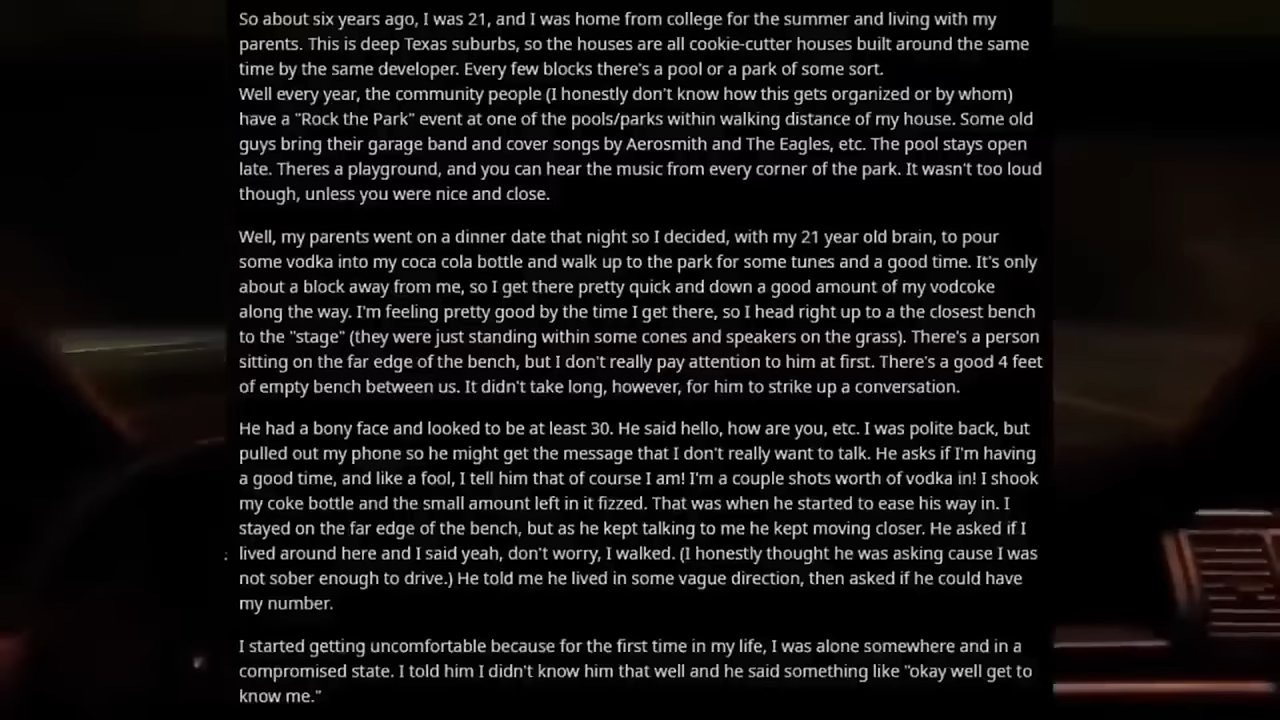 So about six years ago, I was 21, and I was home from college for the summer and living with my
parents. This is deep Texas suburbs, so the houses are all cookie-cutter houses built around the same
time by the same developer. Every few blocks there's a pool or a park of some sort.
Well every year, the community people (I honestly don't know how this gets organized or by whom)
have a "Rock the Park" event at one of the pools/parks within walking distance of my house. Some old
guys bring their garage band and cover songs by Aerosmith and The Eagles, etc. The pool stays open
late. Theres a playground, and you can hear the music from every corner of the park. It wasn't too loud
though, unless you were nice and close.
Well, my parents went on a dinner date that night so I decided, with my 21 year old brain, to pour
some vodka into my coca cola bottle and walk up to the park for some tunes and a good time. It's only
about a block away from me, so I get there pretty quick and down a good amount of my vodcoke
along the way. I'm feeling pretty good by the time I get there, so I head right up to a the closest bench
to the "stage" (they were just standing within some cones and speakers on the grass). There's a person
sitting on the far edge of the bench, but I don't really pay attention to him at first. There's a good 4 feet
of empty bench between us. It didn't take long, however, for him to strike up a conversation.
He had a bony face and looked to be at least 30. He said hello, how are you, etc. I was polite back, but
pulled out my phone so he might get the message that I don't really want to talk. He asks if I'm having
a good time, and like a fool, I tell him that of course I am! I'm a couple shots worth of vodka in! I shook
my coke bottle and the small amount left in it fizzed. That was when he started to ease his way in. I
stayed on the far edge of the bench, but as he kept talking to me he kept moving closer. He asked if I
lived around here and I said yeah, don't worry, I walked. (I honestly thought he was asking cause I was
not sober enough to drive.) He told me he lived in some vague direction, then asked if he could have
my number.
I started getting uncomfortable because for the first time in my life, I was alone somewhere and in a
compromised state. I told him I didn't know him that well and he said something like "okay well get to
know me."